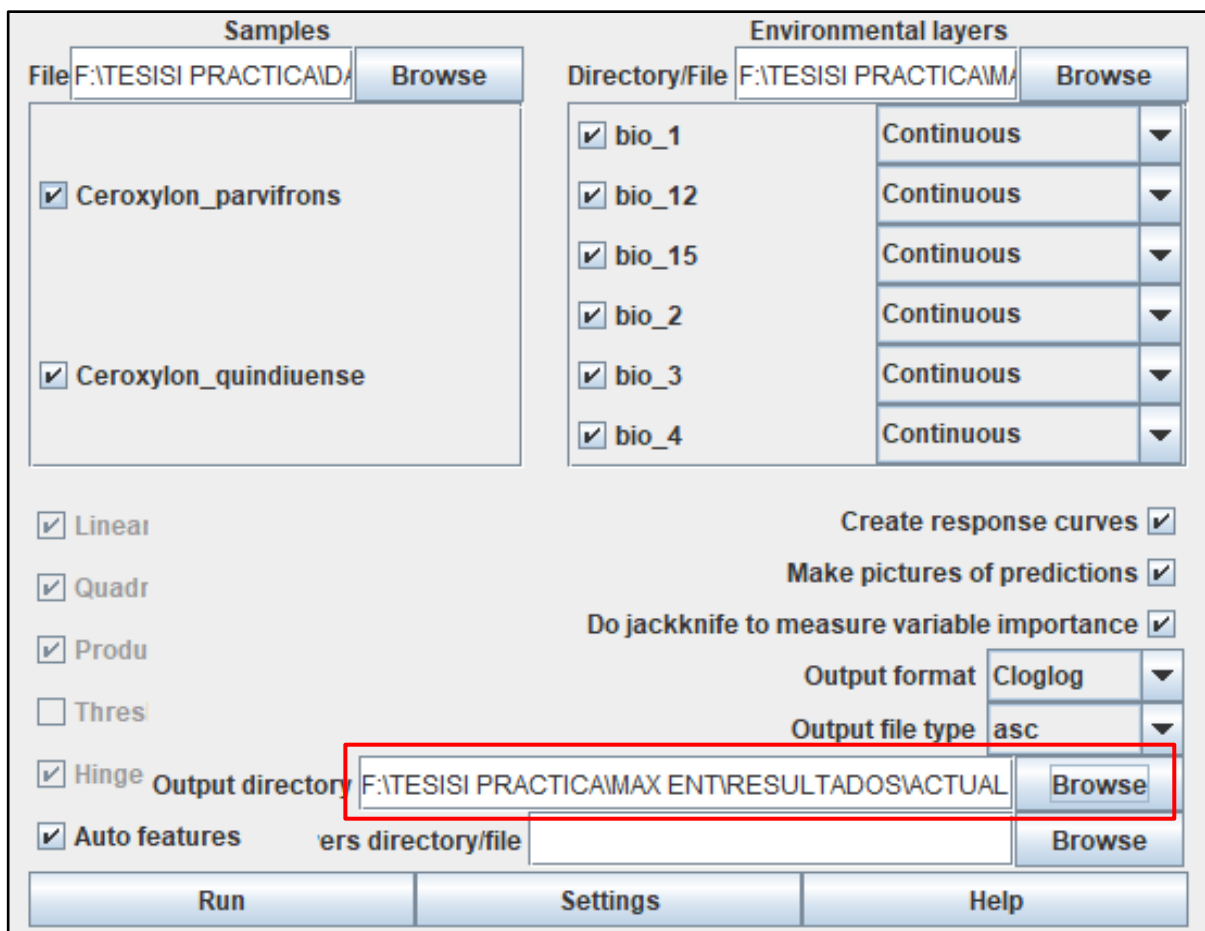 Samples
Environmental layers
File F:\TESISI PRACTICA\DA Browse
Directory/File F:\TESISI PRACTICA\MA Browse
Ceroxylon_parvifrons
Ceroxylon_quindiuense
bio_1 Continuous
bio_12 Continuous
bio_15 Continuous
bio_2 Continuous
bio_3 Continuous
bio_4 Continuous
Linear
Quadr
Produ
Thres
Hinge
Auto features
Create response curves
Make pictures of predictions
Do jackknife to measure variable importance
Output format Cloglog
Output file type asc
Output directory F:\TESISI PRACTICA\MAX ENT\RESULTADOS\ACTUAL Browse
ers directory/file Browse
Run Settings Help